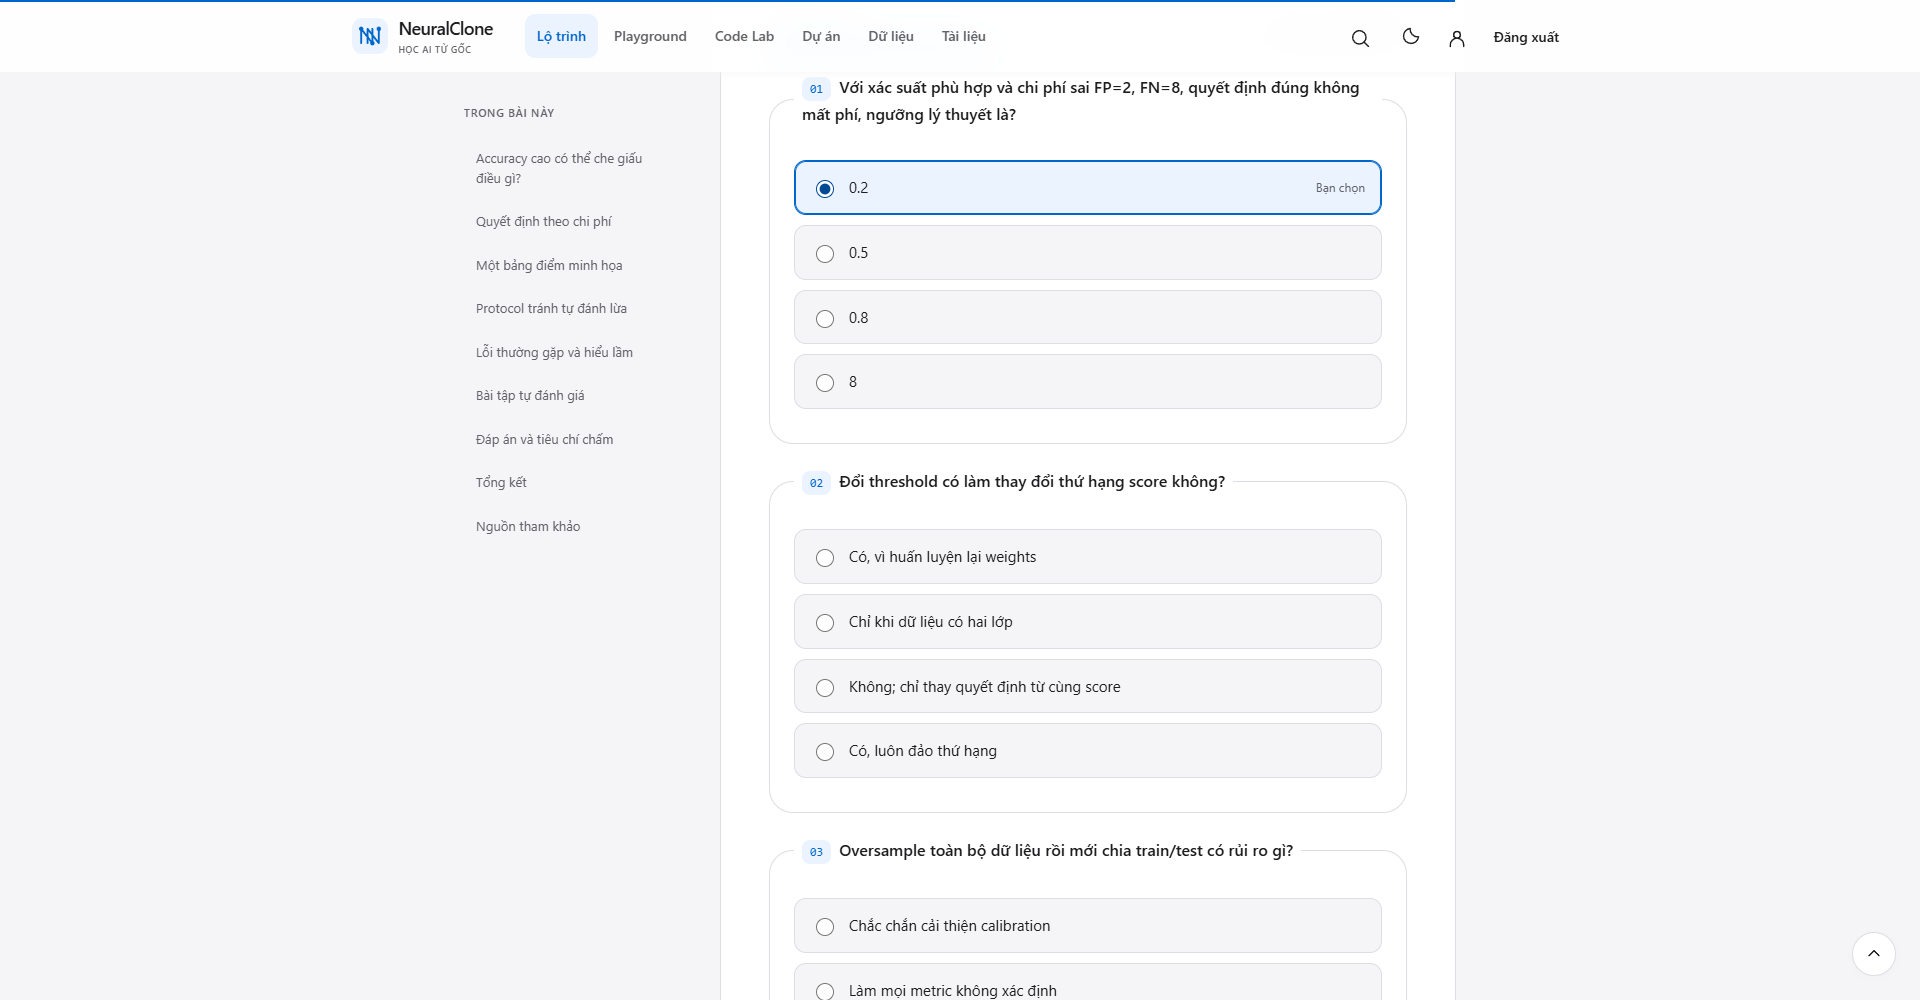 NeuralClone
HỌC AI TỪ GỐC
Lộ trình
Playground
Code Lab
Dự án
Dữ liệu
Tài liệu
Đăng xuất
TRONG BÀI NÀY
Accuracy cao có thể che giấu
điều gì?
Quyết định theo chi phí
Một bảng điểm minh họa
Protocol tránh tự đánh lừa
Lỗi thường gặp và hiểu lầm
Bài tập tự đánh giá
Đáp án và tiêu chí chấm
Tổng kết
Nguồn tham khảo
01 Với xác suất phù hợp và chi phí sai FP=2, FN=8, quyết định đúng không
mất phí, ngưỡng lý thuyết là?
0.2
Bạn chọn
0.5
0.8
8
02 Đổi threshold có làm thay đổi thứ hạng score không?
Có, vì huấn luyện lại weights
Chỉ khi dữ liệu có hai lớp
Không; chỉ thay quyết định từ cùng score
Có, luôn đảo thứ hạng
03 Oversample toàn bộ dữ liệu rồi mới chia train/test có rủi ro gì?
Chắc chắn cải thiện calibration
Làm mọi metric không xác định